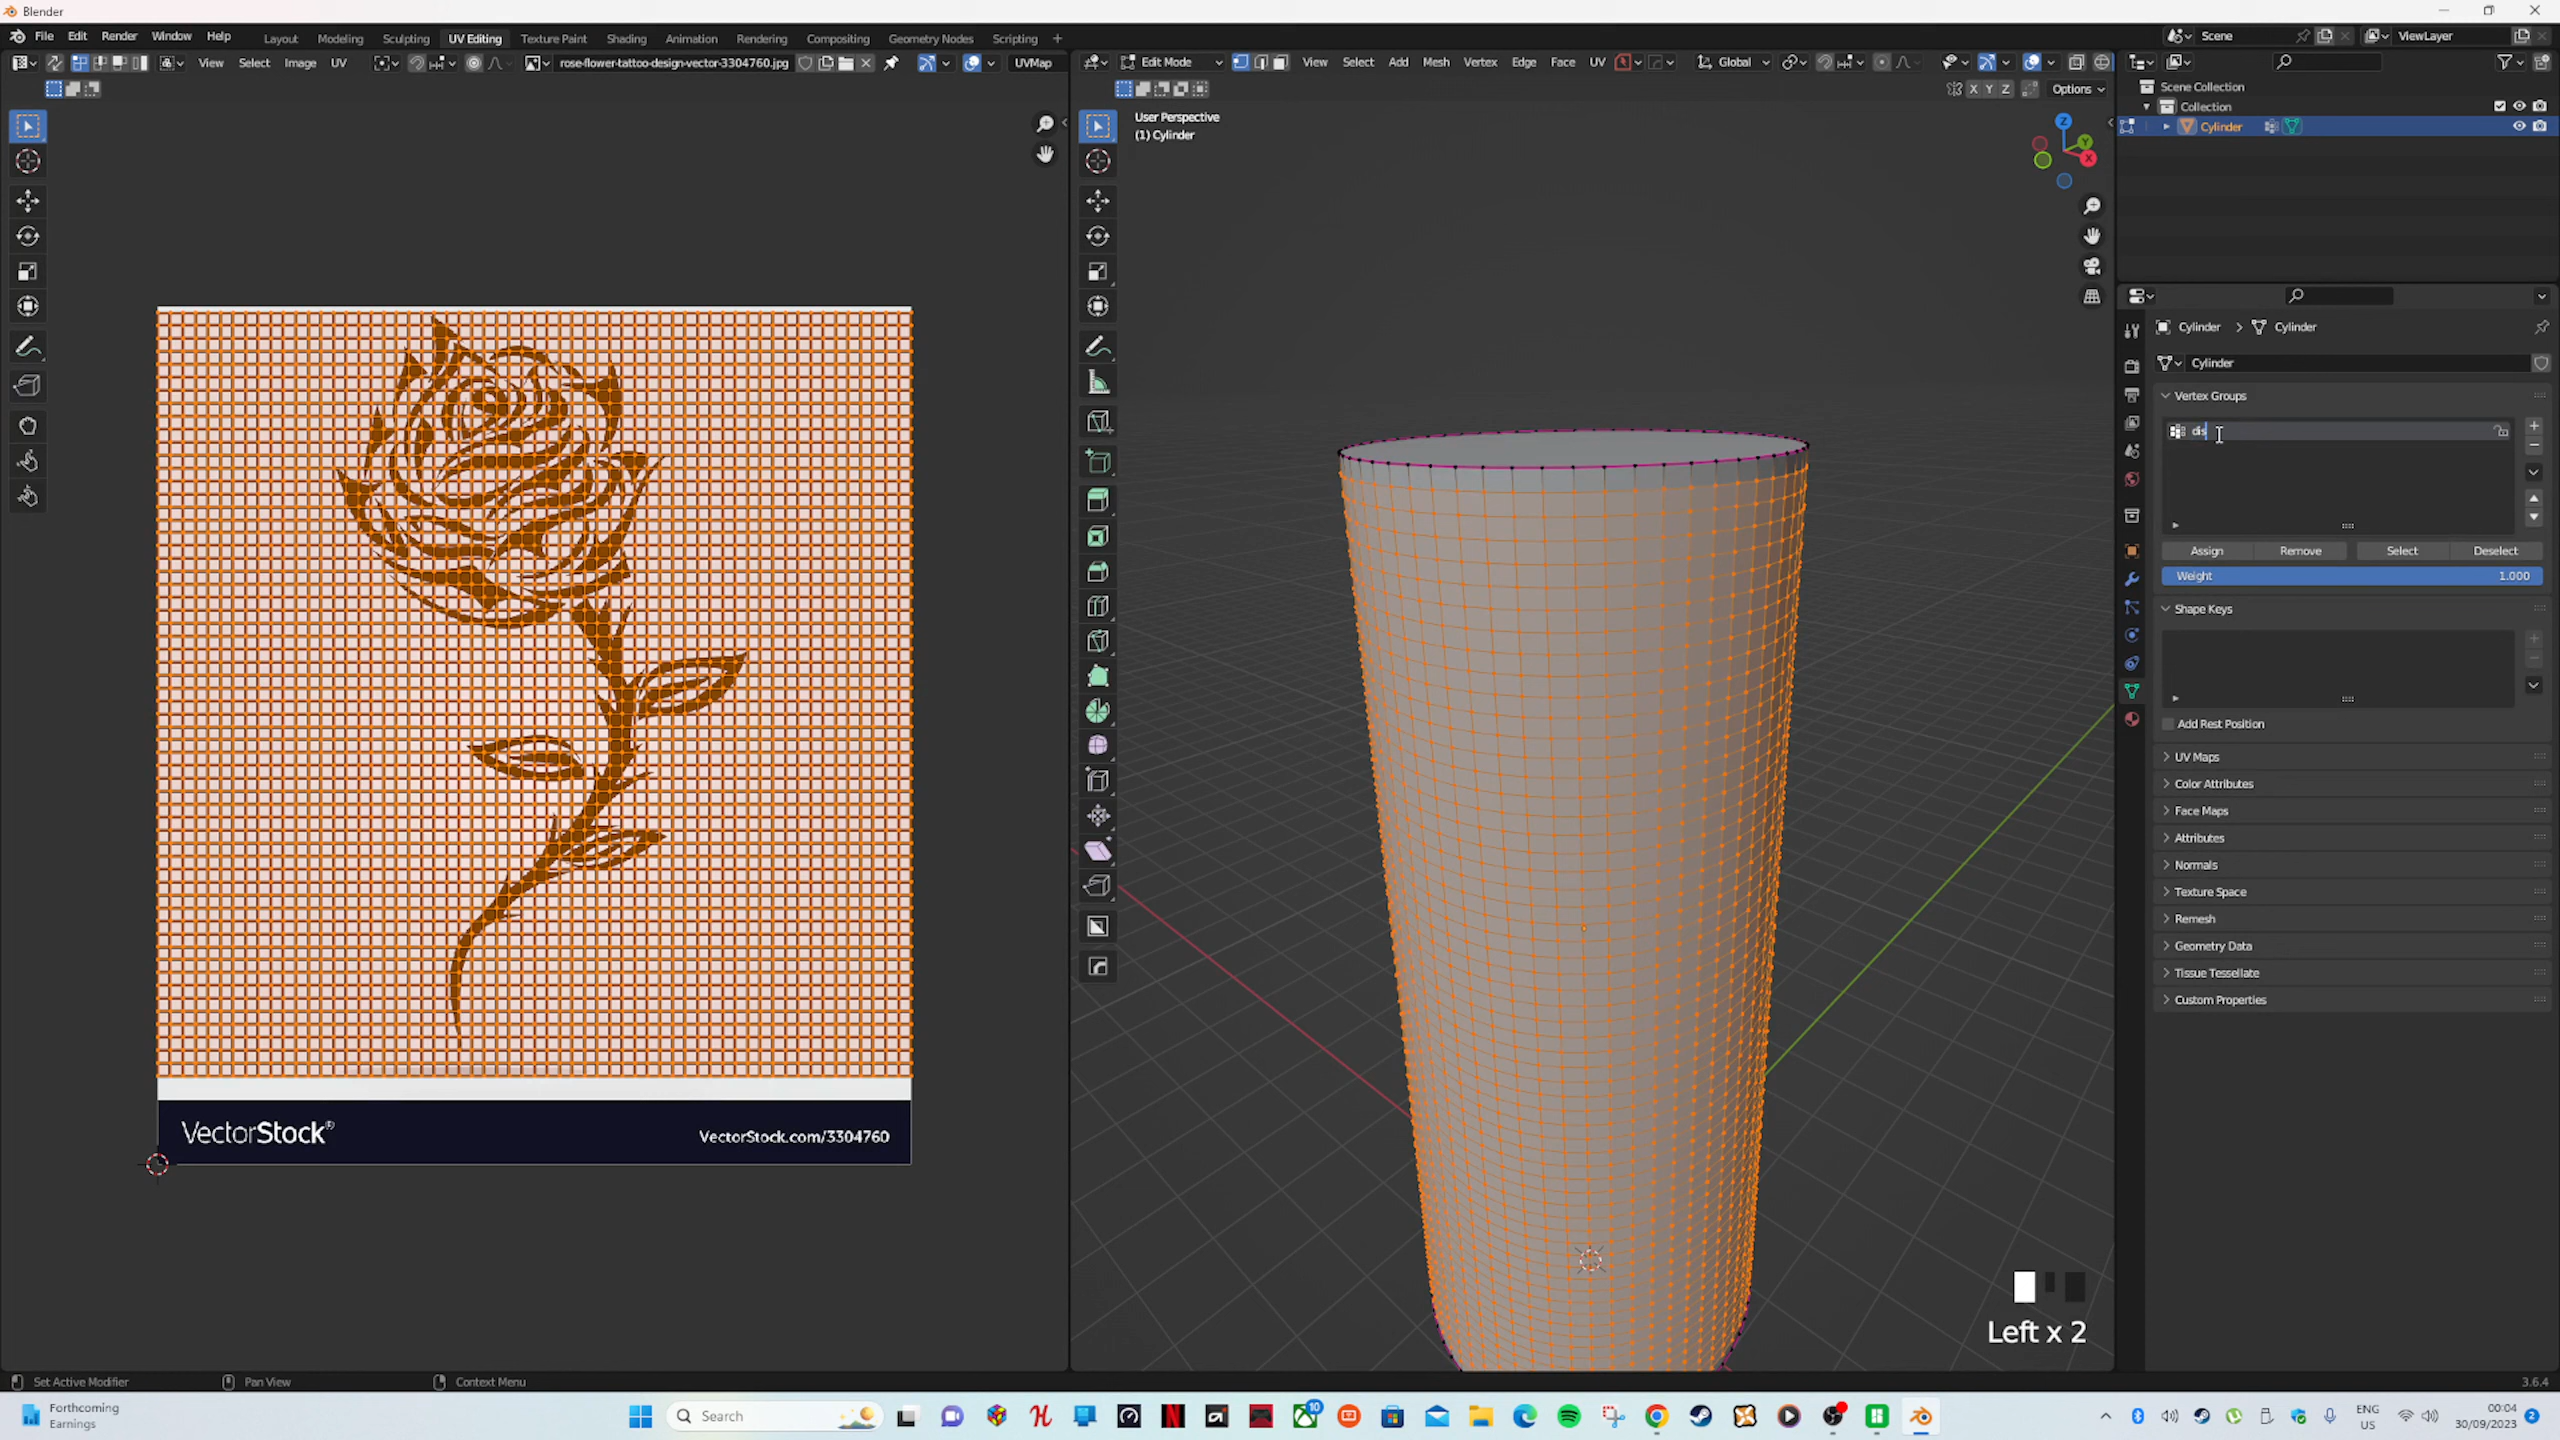 Blender
File Edit Render Window Help
Layout Modeling Sculpting UV Editing Texture Paint Shading Animation Rendering Compositing Geometry Nodes Scripting +
Scene
ViewLayer
View Select Image UV
rose-flower-tattoo-design-vector-3304760.jpg
UVMap
Edit Mode
View Select Add Mesh Vertex Edge Face UV
Global
X Y Z
Options
Scene Collection
Collection
Cylinder
User Perspective
(1) Cylinder
Z
Y
X
Cylinder > Cylinder
Cylinder
Vertex Groups
dis
Assign Remove Select Deselect
Weight 1.000
Shape Keys
Add Rest Position
UV Maps
Color Attributes
Face Maps
Attributes
Normals
Texture Space
Remesh
Geometry Data
Tissue Tessellate
Custom Properties
VectorStock®
VectorStock.com/3304760
Left x 2
Set Active Modifier
Pan View
Context Menu
3.6.4
Forthcoming
Earnings
Search
10
ENG
US
00:04
30/09/2023
2